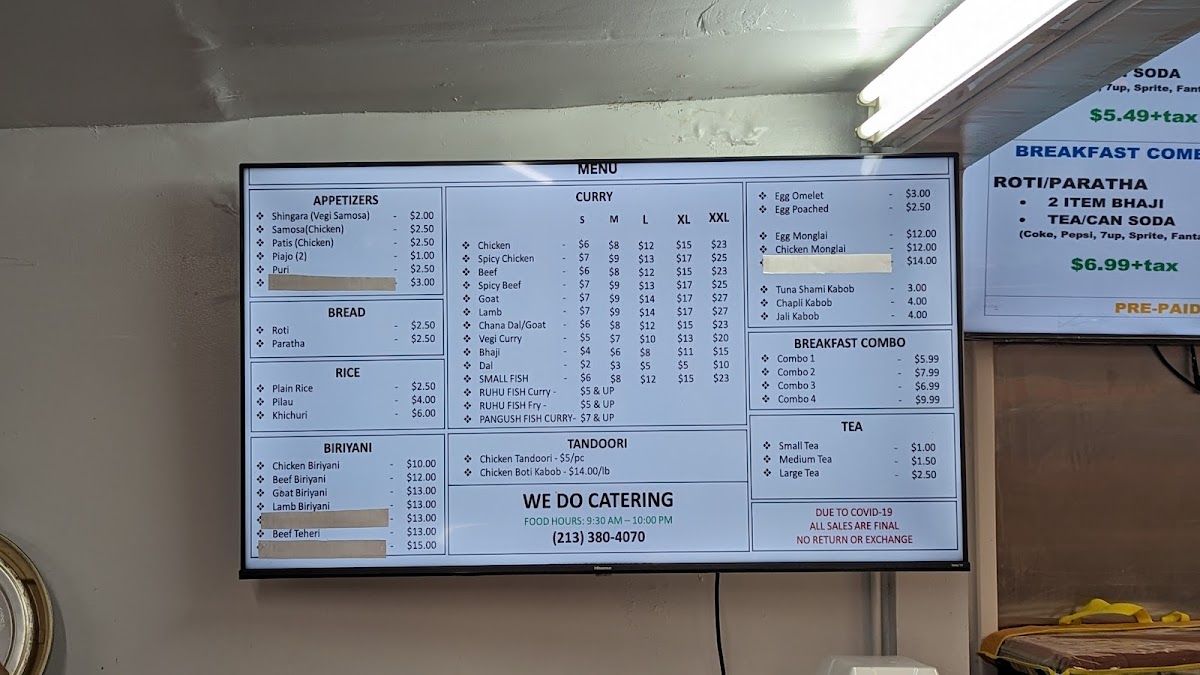 MENU
APPETIZERS
❖ Shingara (Vegi Samosa) - $2.00
❖ Samosa(Chicken) - $2.50
❖ Patis (Chicken) - $2.50
❖ Piajo (2) - $1.00
❖ Puri - $2.50
- $3.00
BREAD
❖ Roti - $2.50
❖ Paratha - $2.50
RICE
❖ Plain Rice - $2.50
❖ Pilau - $4.00
❖ Khichuri - $6.00
BIRIYANI
❖ Chicken Biriyani - $10.00
❖ Beef Biriyani - $12.00
❖ Goat Biriyani - $13.00
❖ Lamb Biriyani - $13.00
- $13.00
❖ Beef Teheri - $13.00
- $15.00
CURRY
S M L XL XXL
❖ Chicken - $6 $8 $12 $15 $23
❖ Spicy Chicken - $7 $9 $13 $17 $25
❖ Beef - $6 $8 $12 $15 $23
❖ Spicy Beef - $7 $9 $13 $17 $25
❖ Goat - $7 $9 $14 $17 $27
❖ Lamb - $7 $9 $14 $17 $27
❖ Chana Dal/Goat - $6 $8 $12 $15 $23
❖ Vegi Curry - $5 $7 $10 $13 $20
❖ Bhaji - $4 $6 $8 $11 $15
❖ Dal - $2 $3 $5 $5 $10
❖ SMALL FISH - $6 $8 $12 $15 $23
❖ RUHU FISH Curry - $5 & UP
❖ RUHU FISH Fry - $5 & UP
❖ PANGUSH FISH CURRY- $7 & UP
TANDOORI
❖ Chicken Tandoori - $5/pc
❖ Chicken Boti Kabob - $14.00/lb
WE DO CATERING
FOOD HOURS: 9:30 AM – 10:00 PM
(213) 380-4070
❖ Egg Omelet - $3.00
❖ Egg Poached - $2.50
❖ Egg Monglai - $12.00
❖ Chicken Monglai - $12.00
- $14.00
❖ Tuna Shami Kabob - 3.00
❖ Chapli Kabob - 4.00
❖ Jali Kabob - 4.00
BREAKFAST COMBO
❖ Combo 1 - $5.99
❖ Combo 2 - $7.99
❖ Combo 3 - $6.99
❖ Combo 4 - $9.99
TEA
❖ Small Tea - $1.00
❖ Medium Tea - $1.50
❖ Large Tea - $2.50
DUE TO COVID-19
ALL SALES ARE FINAL
NO RETURN OR EXCHANGE
Hisense
SODA
, 7up, Sprite, Fant
$5.49+tax
BREAKFAST COMB
ROTI/PARATHA
• 2 ITEM BHAJI
• TEA/CAN SODA
(Coke, Pepsi, 7up, Sprite, Fanta
$6.99+tax
PRE-PAID